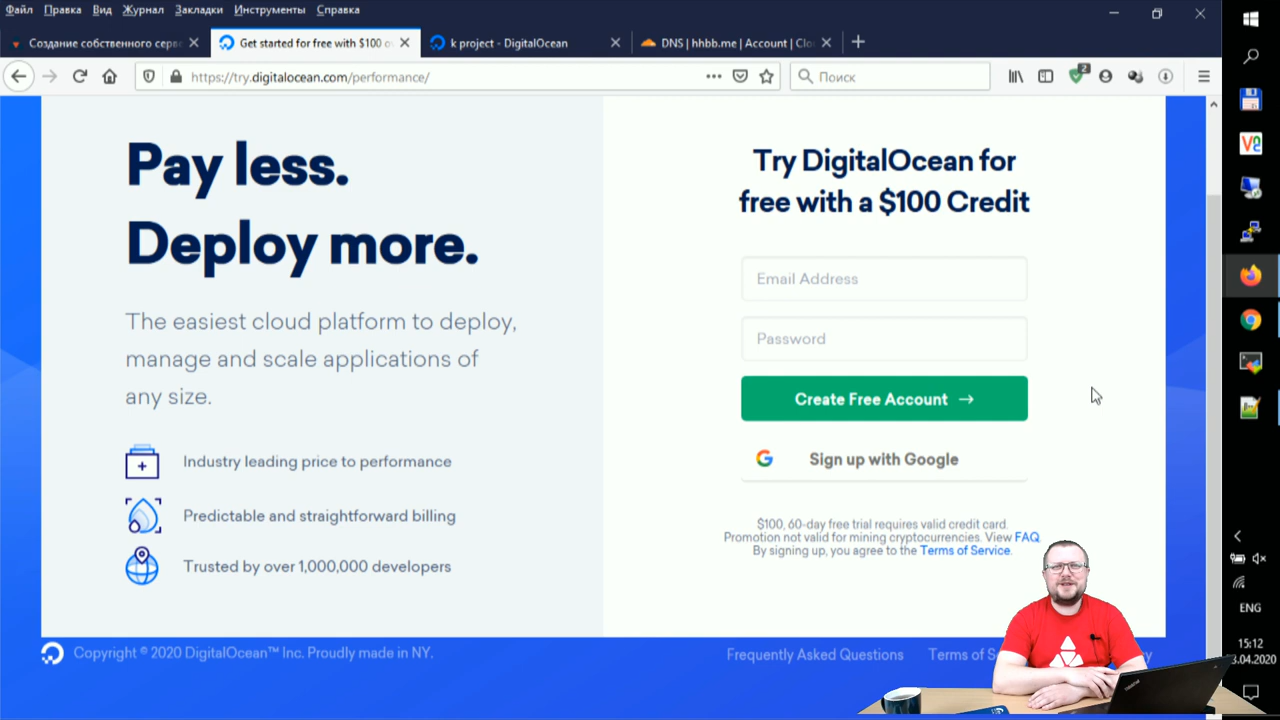 Файл Правка Вид Журнал Закладки Инструменты Справка
Создание собственного серв
Get started for free with $100 o
k project - DigitalOcean
DNS | hhbb.me | Account | Clo
https://try.digitalocean.com/performance/
Поиск
2
Pay less.
Deploy more.
The easiest cloud platform to deploy,
manage and scale applications of
any size.
Industry leading price to performance
Predictable and straightforward billing
Trusted by over 1,000,000 developers
Try DigitalOcean for
free with a $100 Credit
Email Address
Password
Create Free Account →
Sign up with Google
$100, 60-day free trial requires valid credit card.
Promotion not valid for mining cryptocurrencies. View FAQ.
By signing up, you agree to the Terms of Service.
Copyright © 2020 DigitalOcean™ Inc. Proudly made in NY.
Frequently Asked Questions
Terms of S
ENG
15:12
3.04.2020